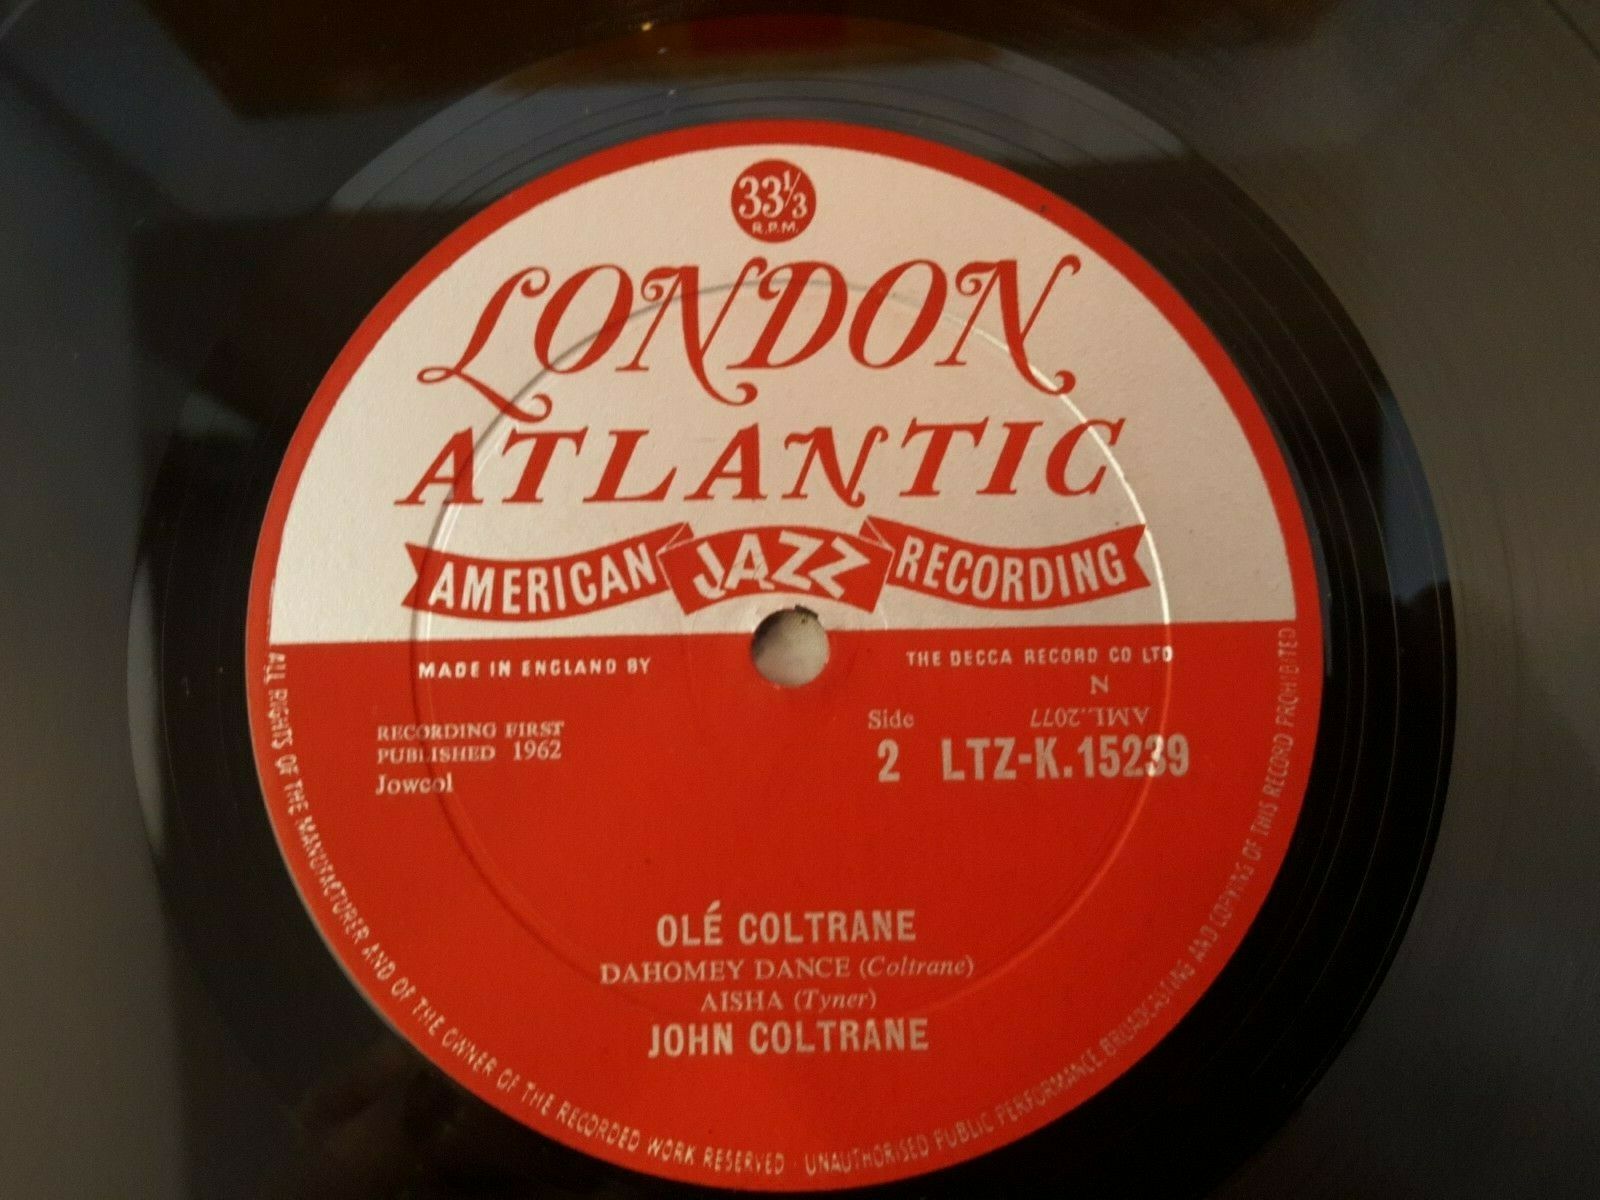 33 1/3
R.P.M.
LONDON
ATLANTIC
AMERICAN JAZZ RECORDING
MADE IN ENGLAND BY THE DECCA RECORD CO LTD
N
AML.2077
RECORDING FIRST
PUBLISHED 1962
Jowcol
Side
2 LTZ-K.15239
OLÉ COLTRANE
DAHOMEY DANCE (Coltrane)
AISHA (Tyner)
JOHN COLTRANE
ALL RIGHTS OF THE MANUFACTURER AND OF THE OWNER OF THE RECORDED WORK RESERVED · UNAUTHORISED PUBLIC PERFORMANCE, BROADCASTING AND COPYING OF THIS RECORD PROHIBITED